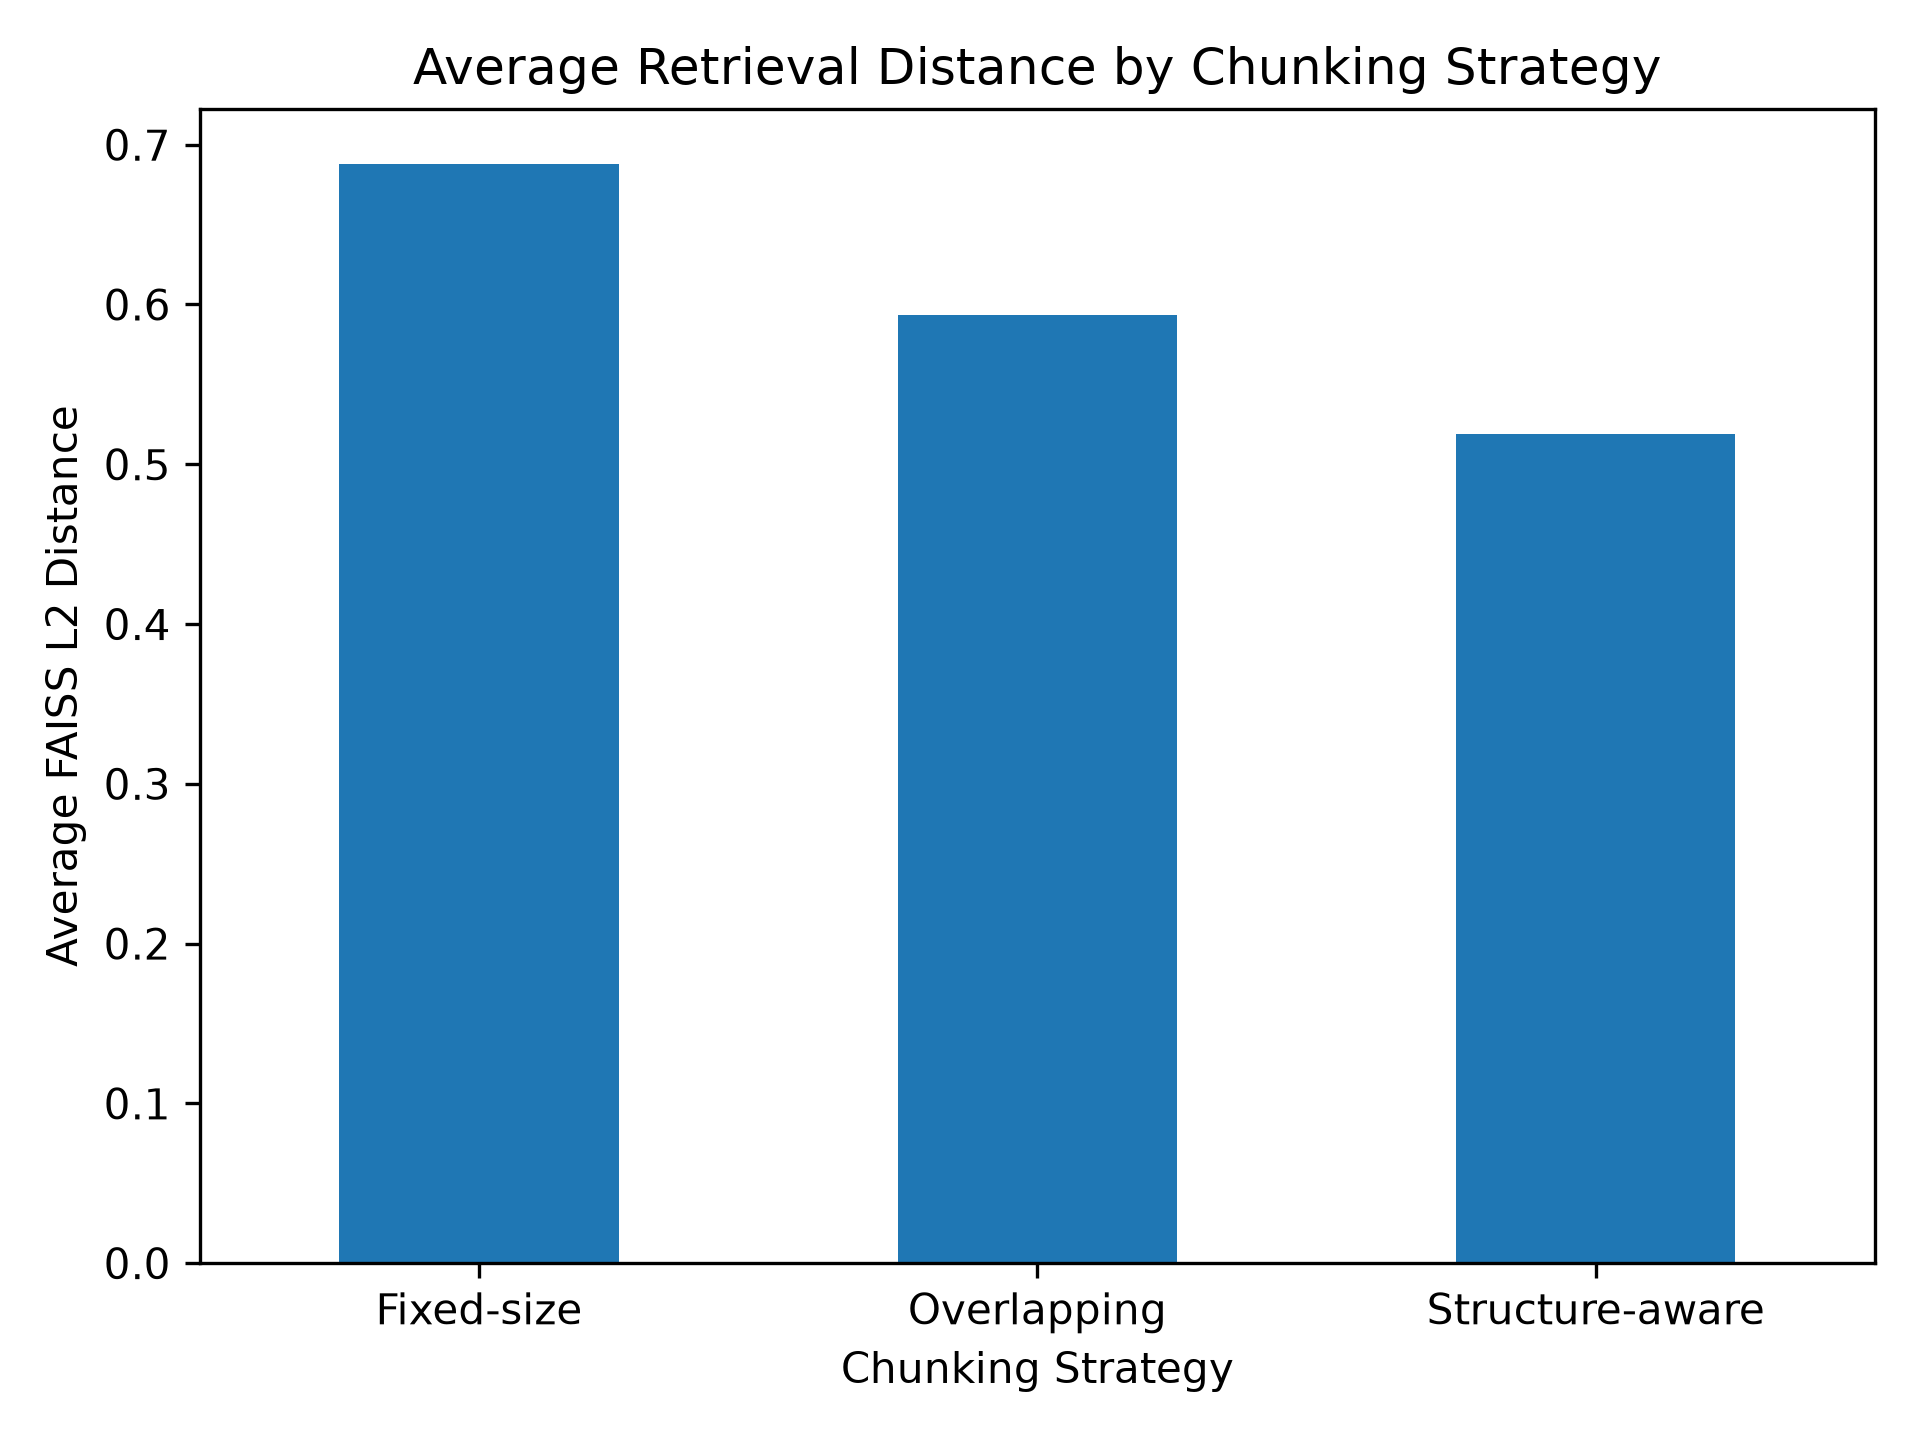 Average Retrieval Distance by Chunking Strategy
Average FAISS L2 Distance
0.7
0.6
0.5
0.4
0.3
0.2
0.1
0.0
Fixed-size
Overlapping
Structure-aware
Chunking Strategy